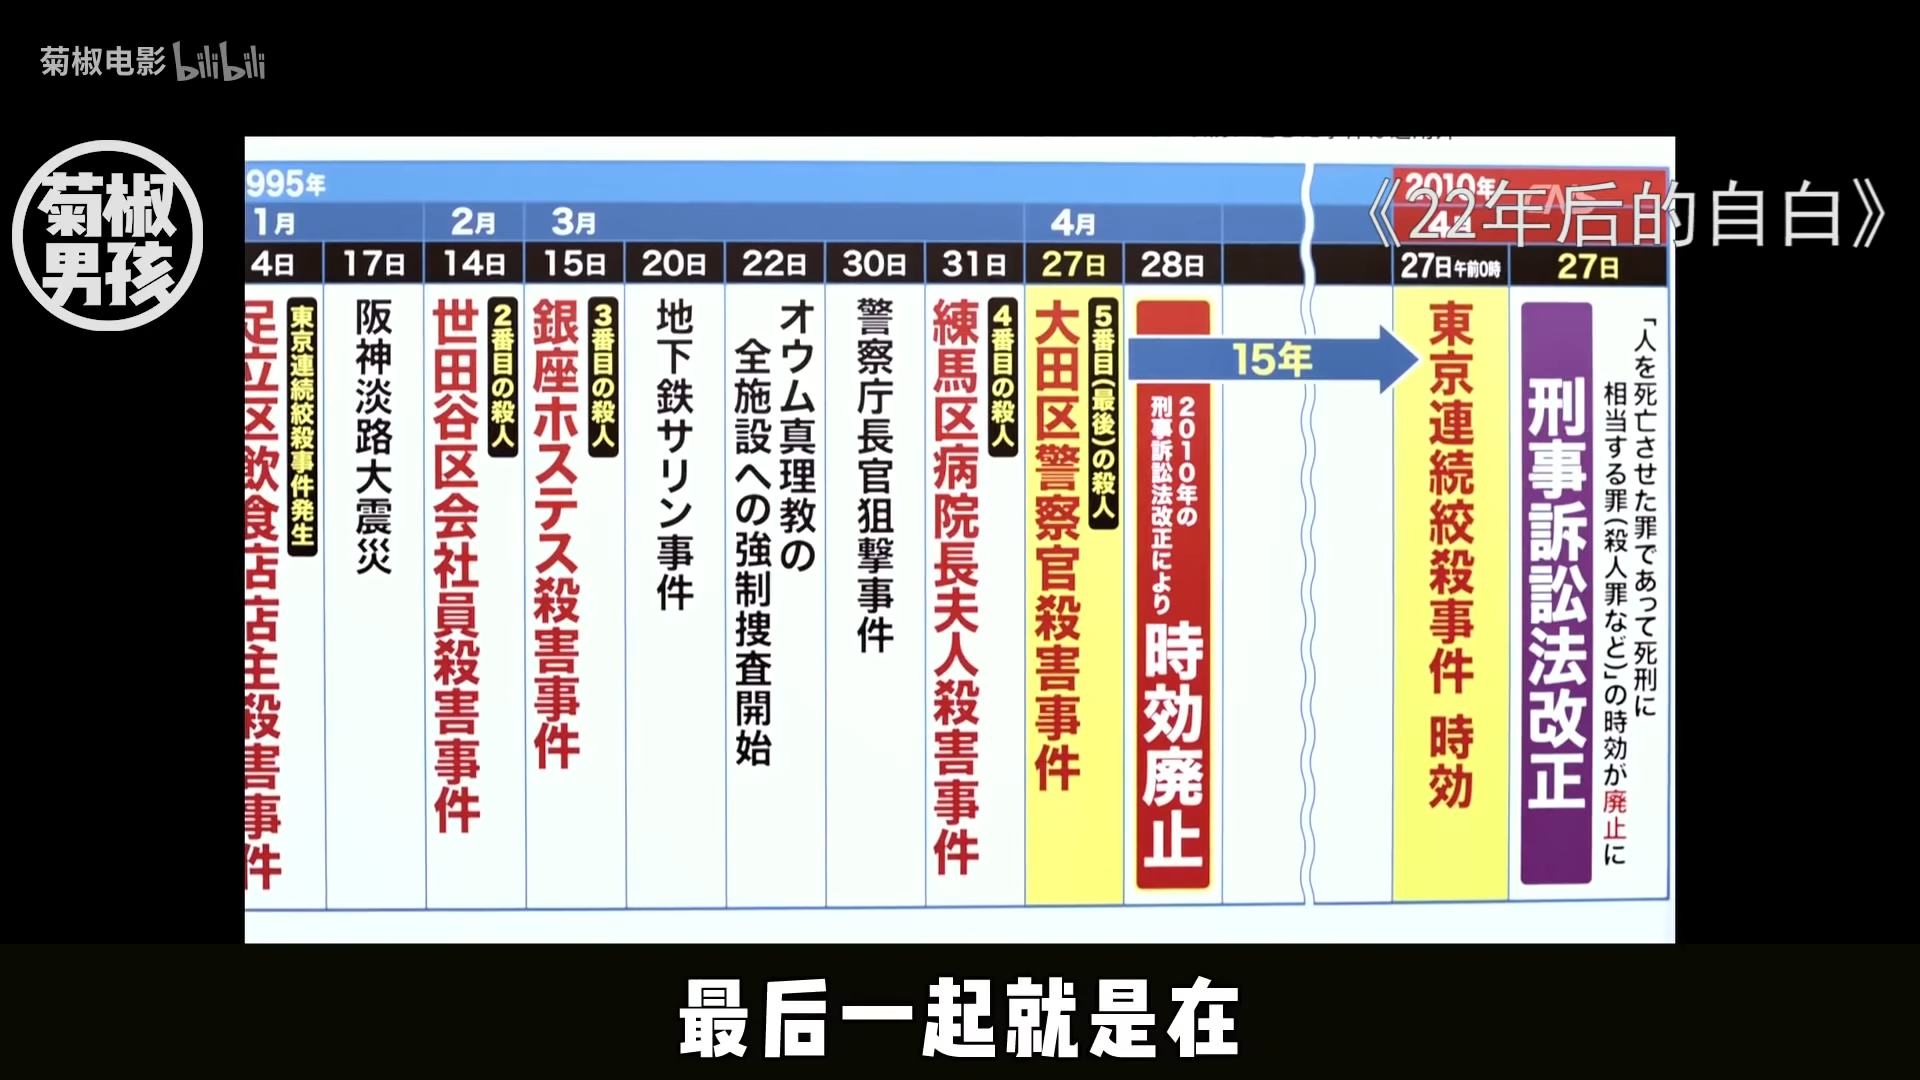 菊椒电影 bilibili
菊椒
男孩
《22年后的自白》
995年
2010年
1月
2月
3月
4月
4月
4日
17日
14日
15日
20日
22日
30日
31日
27日
28日
27日午前0時
27日
足立区飲食店店主殺害事件
東京連続絞殺事件発生
阪神淡路大震災
世田谷区会社員殺害事件
2番目の殺人
銀座ホステス殺害事件
3番目の殺人
地下鉄サリン事件
オウム真理教の
全施設への強制捜査開始
警察庁長官狙撃事件
練馬区病院長夫人殺害事件
4番目の殺人
大田区警察官殺害事件
5番目(最後)の殺人
15年
2010年の
刑事訴訟法改正により
時効廃止
東京連続絞殺事件 時効
刑事訴訟法改正
「人を死亡させた罪であって死刑に
相当する罪(殺人罪など)」の時効が廃止に
最后一起就是在